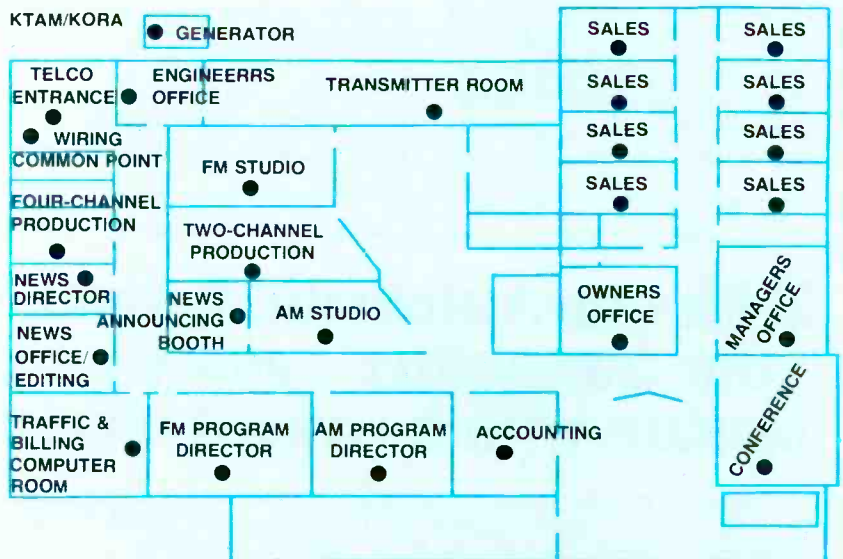 KTAM/KORA
GENERATOR
SALES
SALES
TELCO
ENTRANCE
ENGINEERRS
OFFICE
TRANSMITTER ROOM
SALES
SALES
WIRING
COMMON POINT
SALES
SALES
FM STUDIO
SALES
SALES
FOUR-CHANNEL
PRODUCTION
TWO-CHANNEL
PRODUCTION
NEWS
DIRECTOR
NEWS
ANNOUNCING
BOOTH
AM STUDIO
OWNERS
OFFICE
MANAGERS
OFFICE
NEWS
OFFICE/
EDITING
TRAFFIC &
BILLING
COMPUTER
ROOM
FM PROGRAM
DIRECTOR
AM PROGRAM
DIRECTOR
ACCOUNTING
CONFERENCE